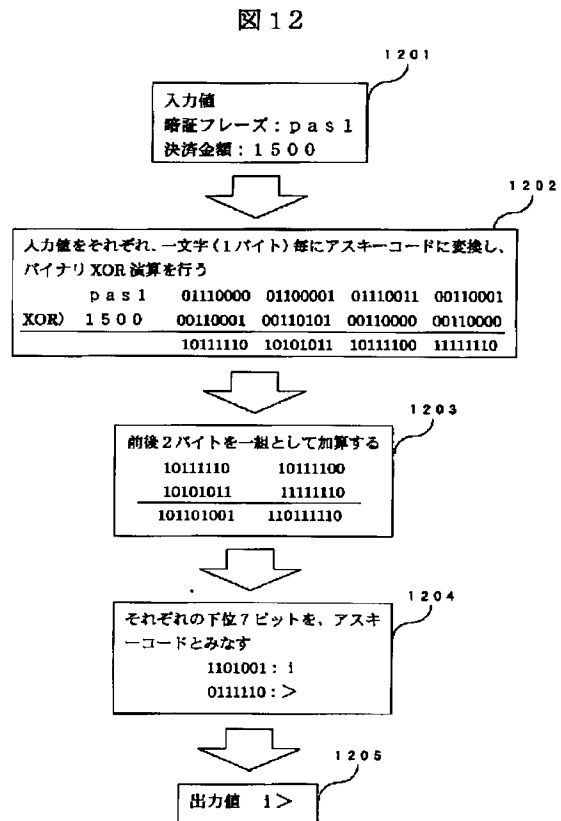 図12
1201
入力値
暗証フレーズ：pas1
決済金額：1500
1202
入力値をそれぞれ、一文字（1バイト）毎にアスキーコードに変換し、
バイナリ XOR 演算を行う
pas1 01110000 01100001 01110011 00110001
XOR） 1500 00110001 00110101 00110000 00110000
10111110 10101011 10111100 11111110
1203
前後2バイトを一組として加算する
10111110 10111100
10101011 11111110
101101001 110111110
1204
それぞれの下位7ビットを、アスキ
ーコードとみなす
1101001：i
0111110：＞
1205
出力値 i＞